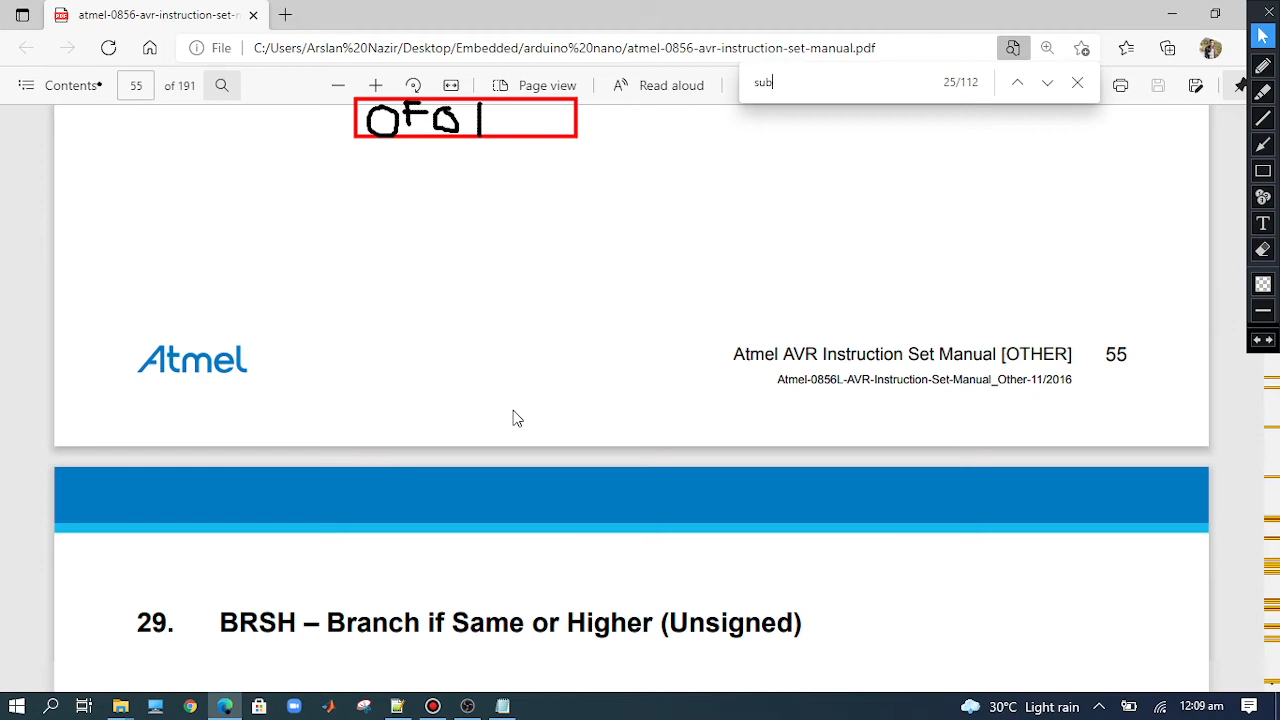 atmel-0856-avr-instruction-set-n
File
C:/Users/Arslan%20Nazir/Desktop/Embedded/arduino%20nano/atmel-0856-avr-instruction-set-manual.pdf
Contents
55
of 191
Page view
Read aloud
sub
25/112
0F01
Atmel
Atmel AVR Instruction Set Manual [OTHER] 55
Atmel-0856L-AVR-Instruction-Set-Manual_Other-11/2016
29. BRSH – Branch if Same or Higher (Unsigned)
30°C Light rain
12:09 am